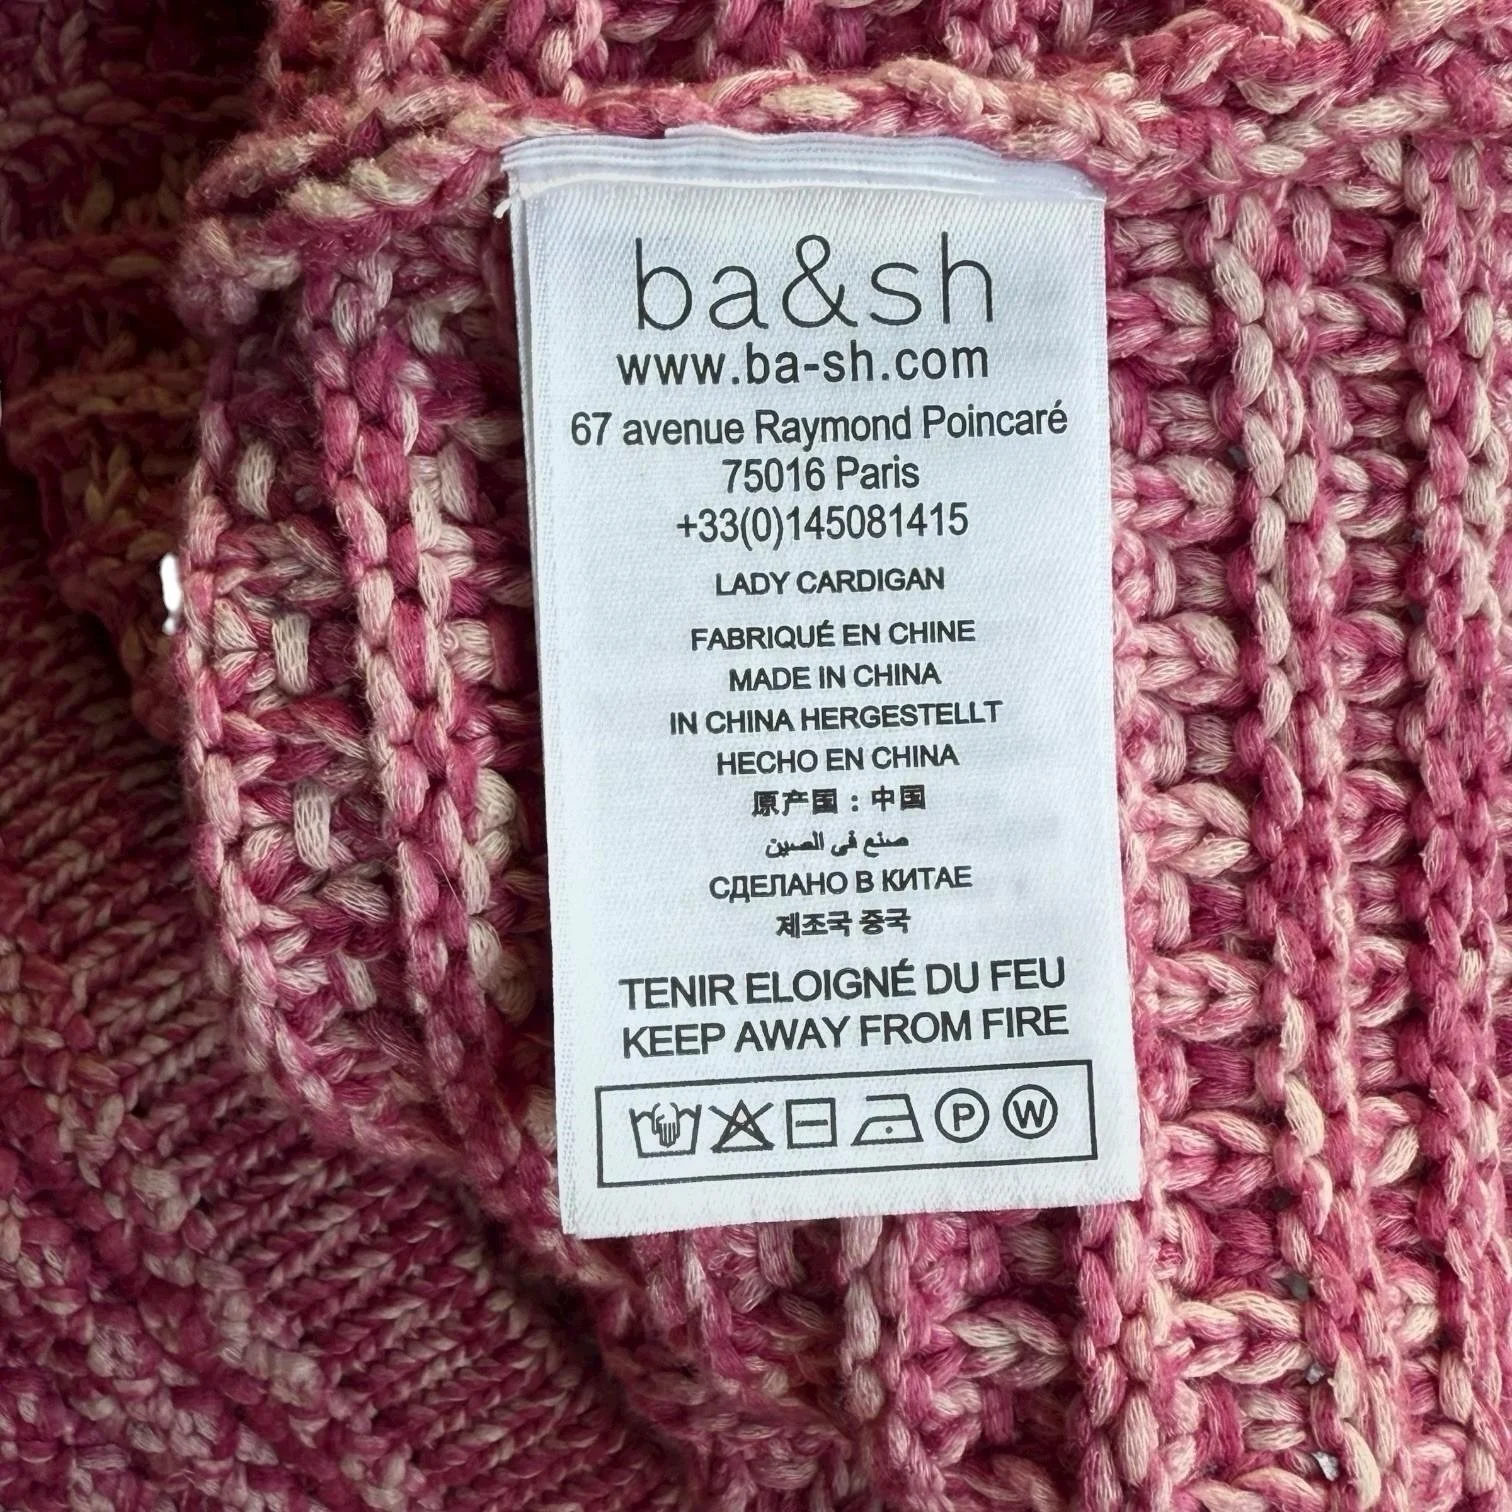 ba&sh
www.ba-sh.com
67 avenue Raymond Poincaré
75016 Paris
+33(0)145081415
LADY CARDIGAN
FABRIQUÉ EN CHINE
MADE IN CHINA
IN CHINA HERGESTELLT
HECHO EN CHINA
原产国：中国
صنع في الصين
СДЕЛАНО В КИТАЕ
제조국 중국
TENIR ELOIGNÉ DU FEU
KEEP AWAY FROM FIRE
P W